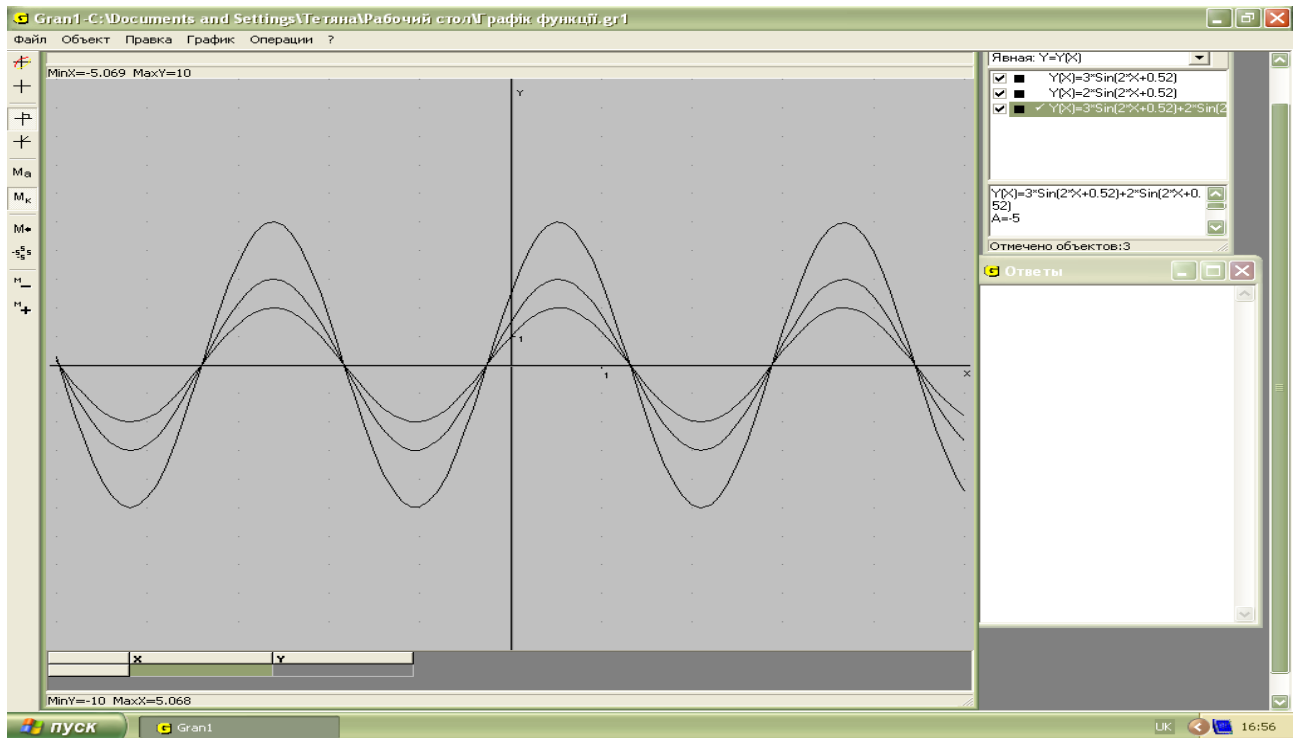 Gran1-C:\Documents and Settings\Тетяна\Рабочий стол\Графік функції.gr1
Файл Объект Правка График Операции ?
MinX=-5.069 MaxY=10
Явная: Y=Y(X)
Y(X)=3*Sin(2*X+0.52)
Y(X)=2*Sin(2*X+0.52)
Y(X)=3*Sin(2*X+0.52)+2*Sin(2
Y(X)=3*Sin(2*X+0.52)+2*Sin(2*X+0.
52)
A=-5
Отмечено объектов:3
Ответы
Y
1
1
X
Ma
Mк
X Y
MinY=-10 MaxX=5.068
пуск Gran1 UK 16:56